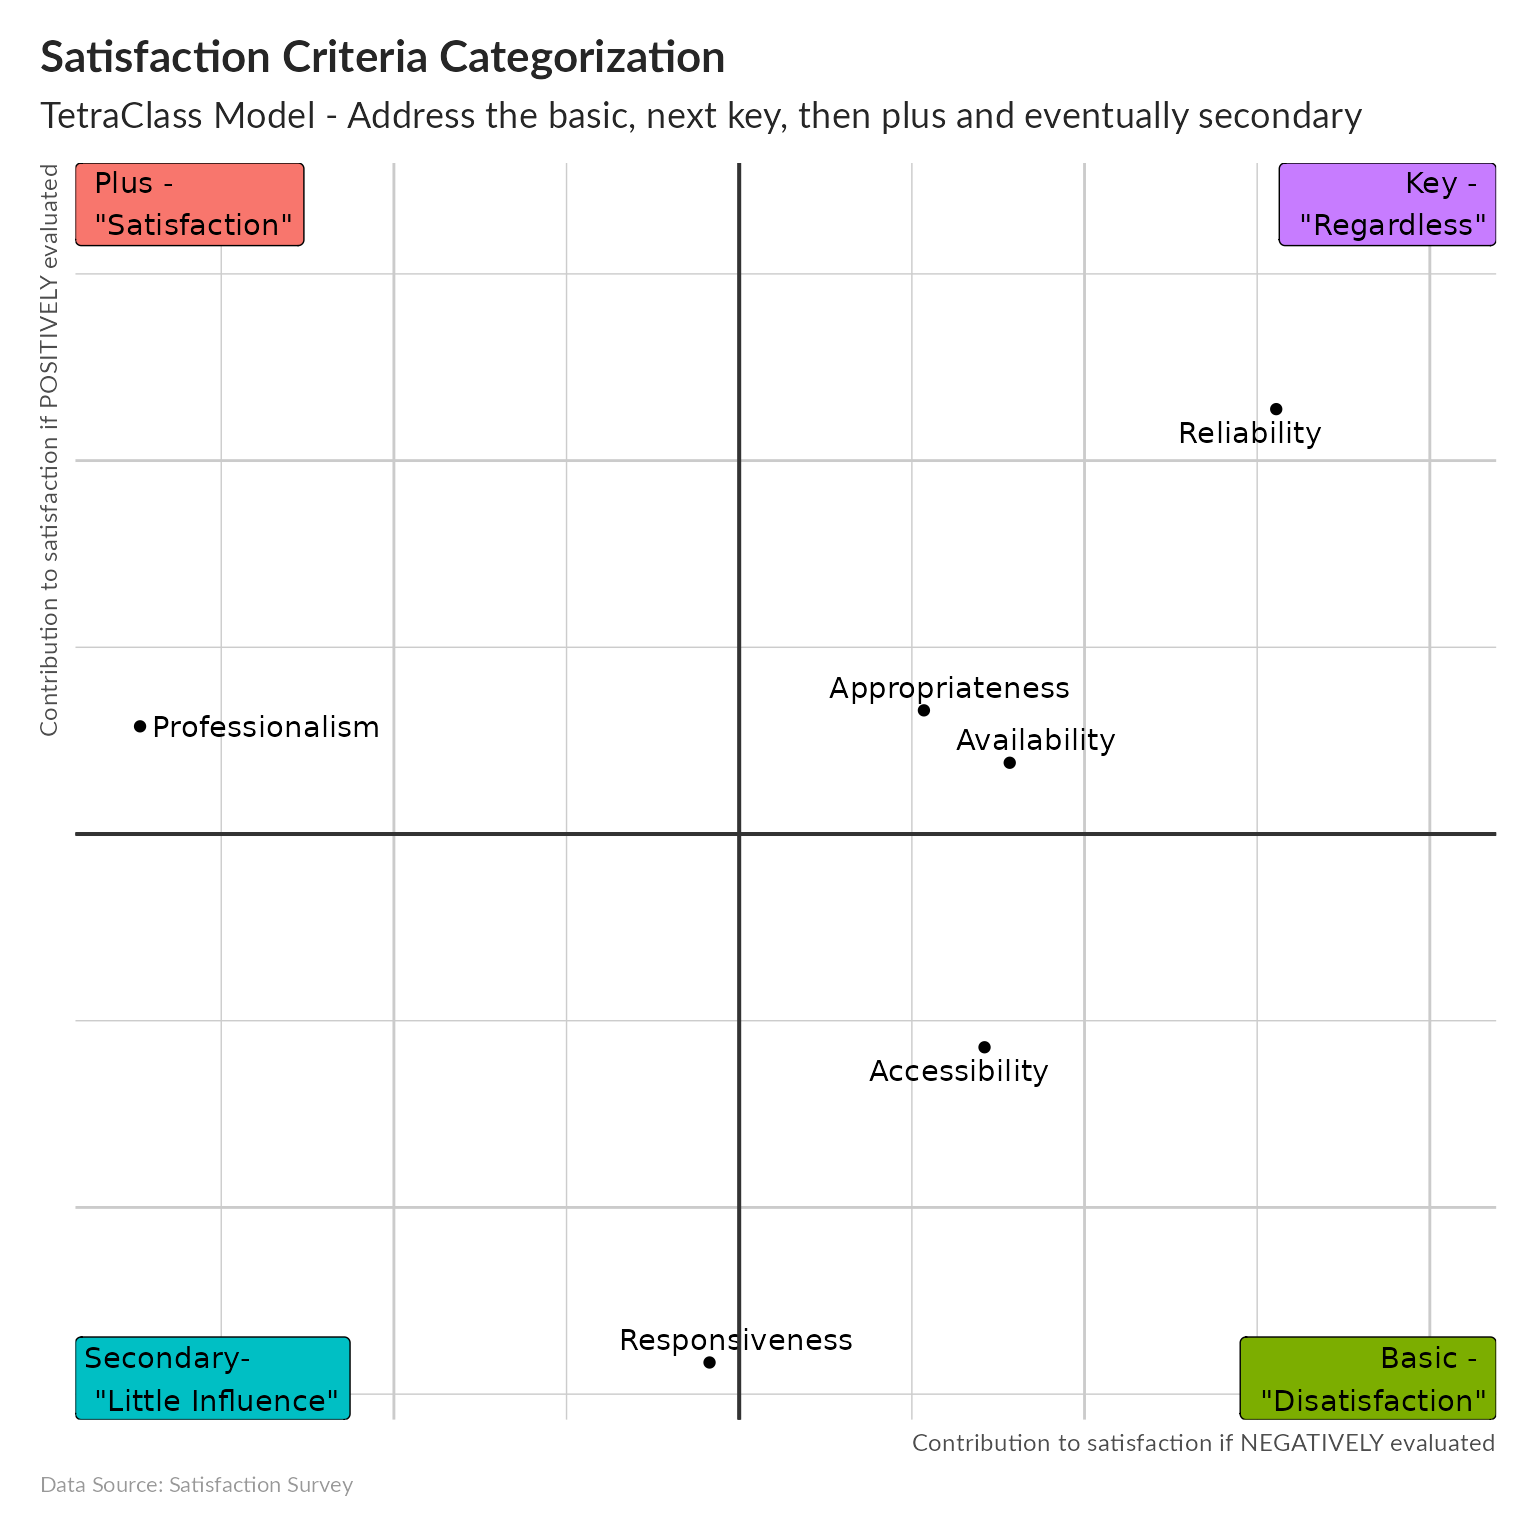 Satisfaction Criteria Categorization
TetraClass Model - Address the basic, next key, then plus and eventually secondary
Contribution to satisfaction if POSITIVELY evaluated
Plus -
"Satisfaction"
Key -
"Regardless"
Reliability
Appropriateness
Professionalism
Availability
Accessibility
Responsiveness
Secondary-
"Little Influence"
Basic -
"Disatisfaction"
Contribution to satisfaction if NEGATIVELY evaluated
Data Source: Satisfaction Survey